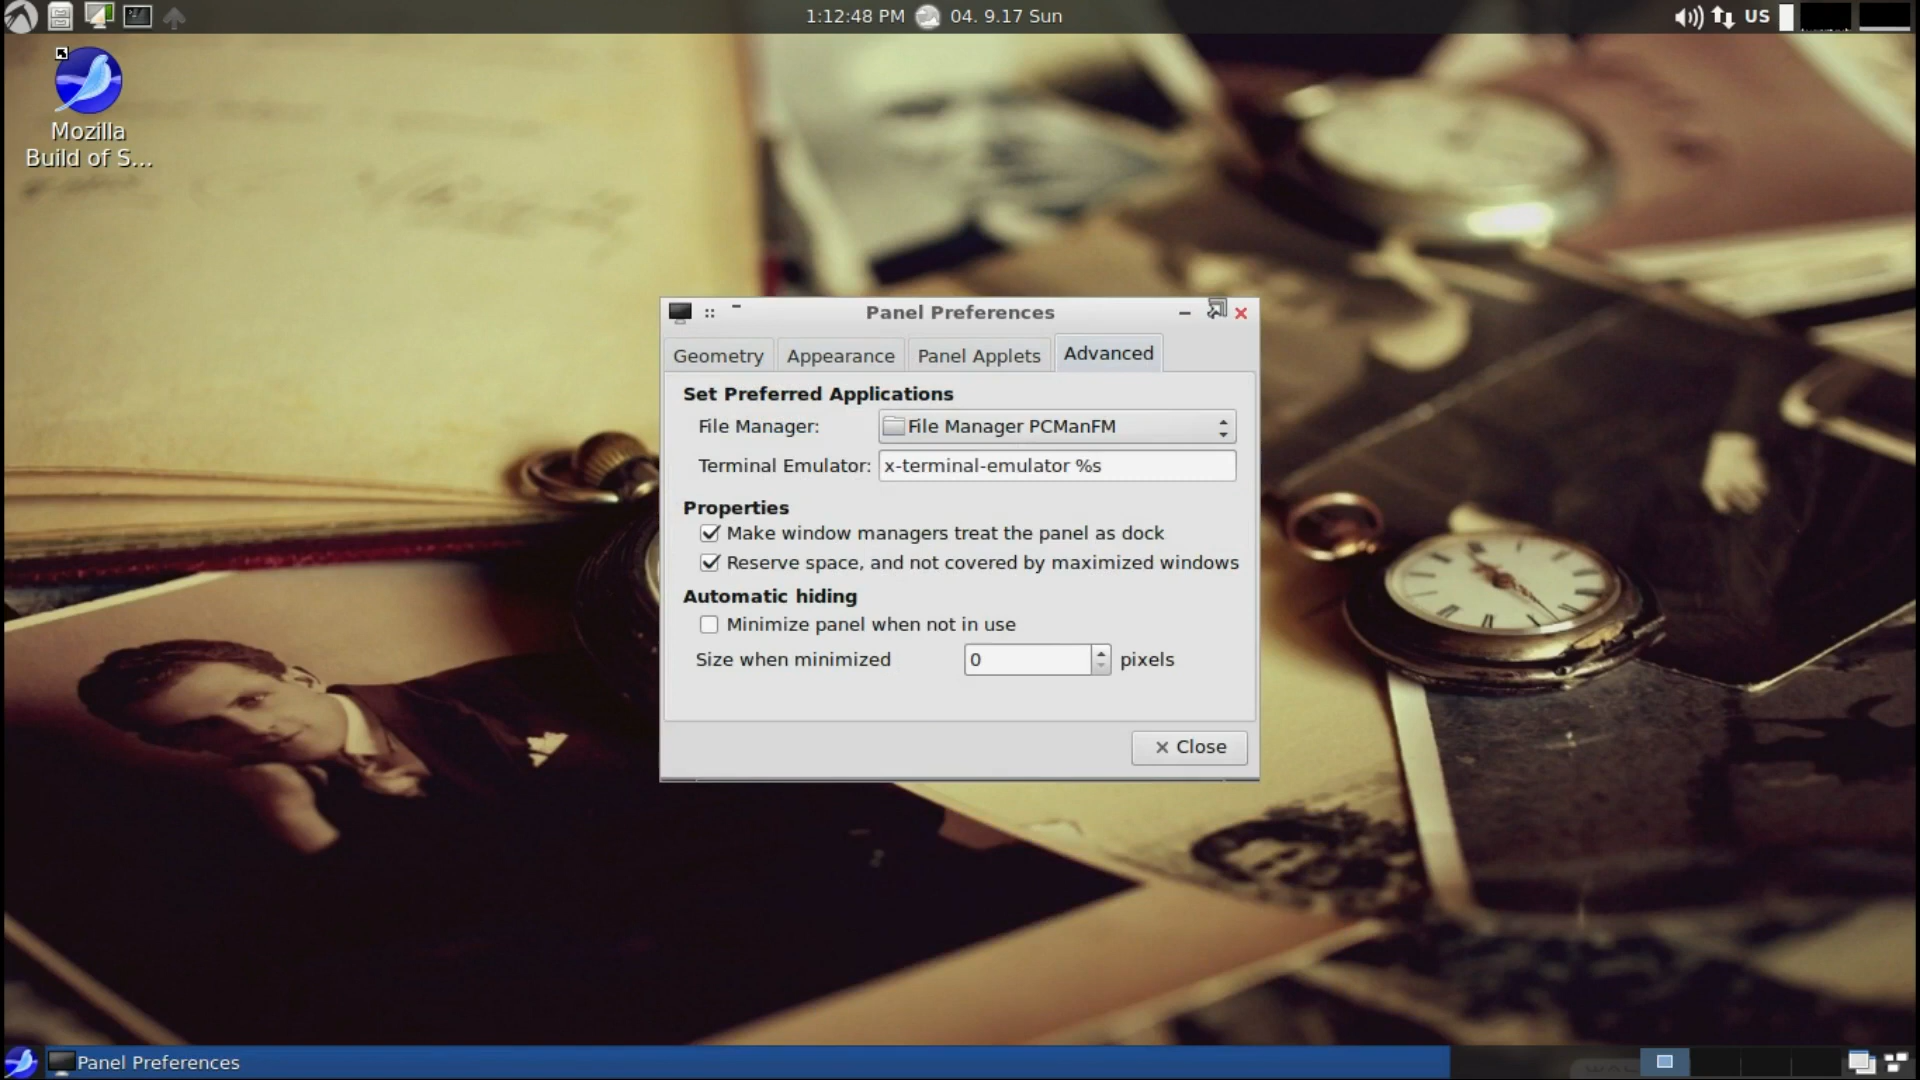 1:12:48 PM 04. 9.17 Sun
US
Mozilla
Build of S...
Panel Preferences
Geometry Appearance Panel Applets Advanced
Set Preferred Applications
File Manager: File Manager PCManFM
Terminal Emulator: x-terminal-emulator %s
Properties
Make window managers treat the panel as dock
Reserve space, and not covered by maximized windows
Automatic hiding
Minimize panel when not in use
Size when minimized 0 pixels
Close
Panel Preferences